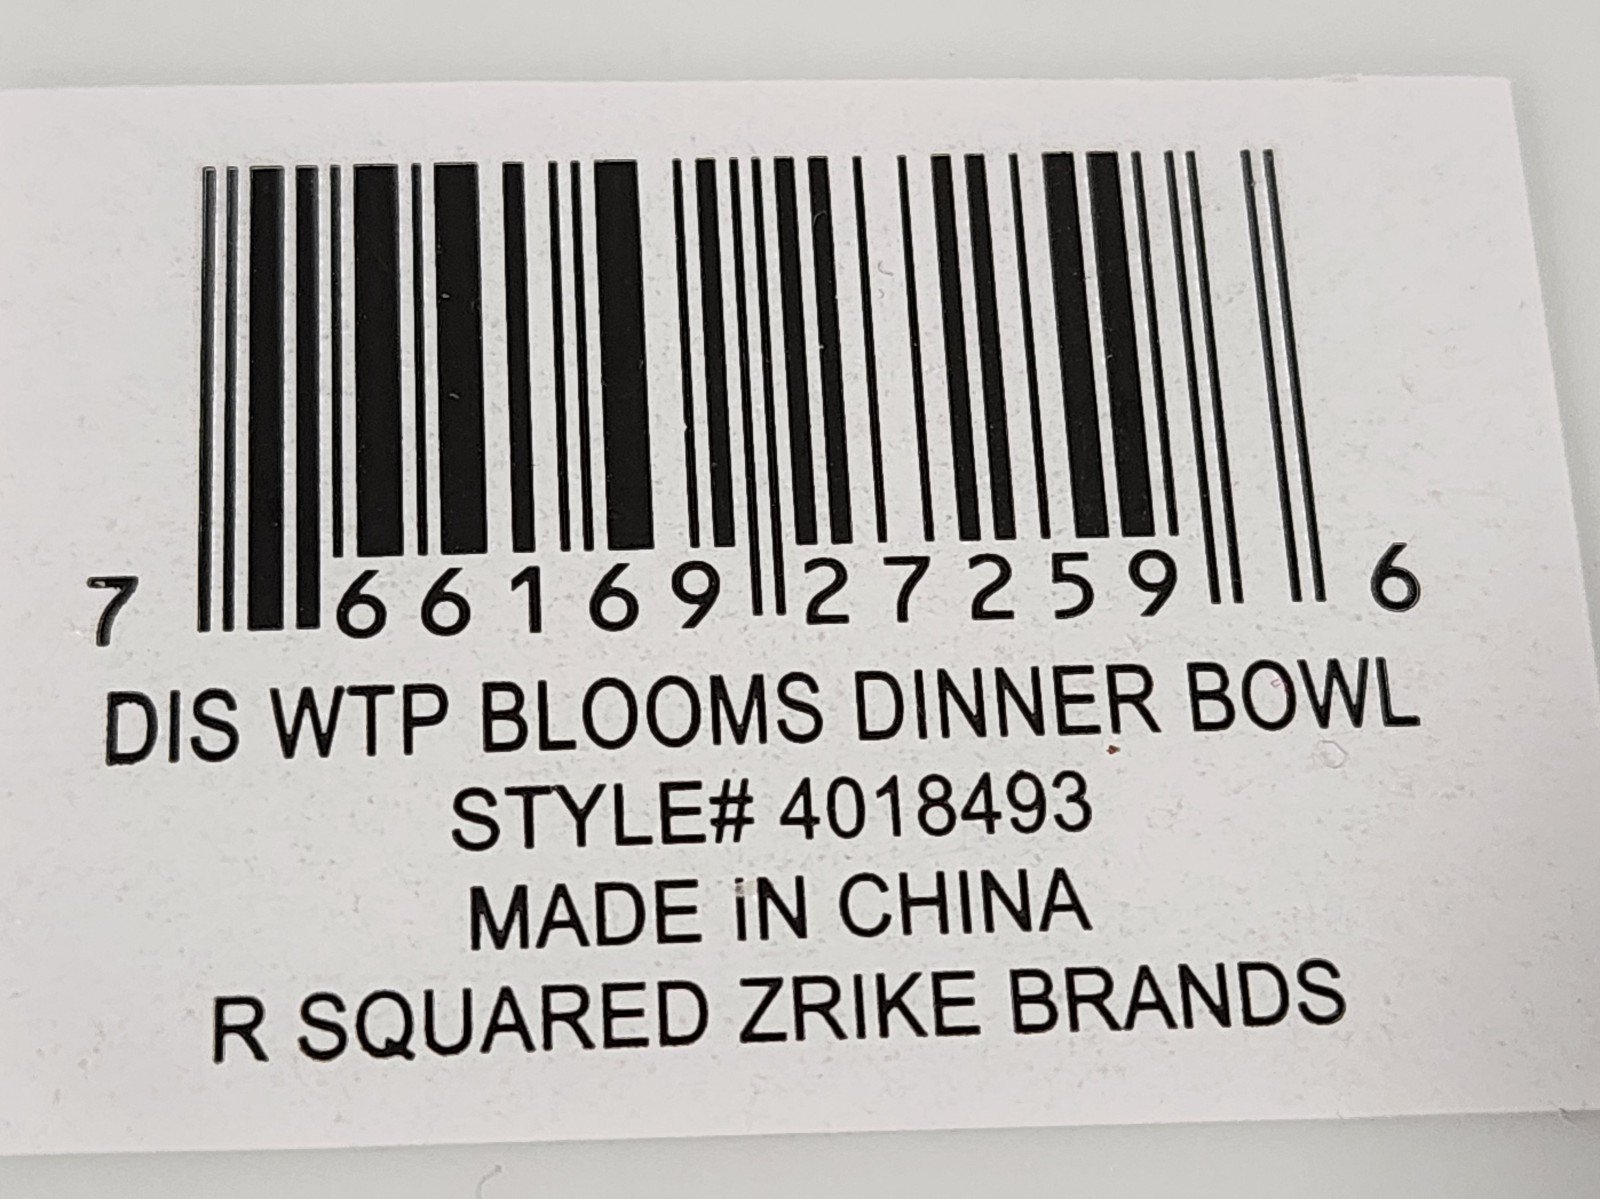 7 66169 27259 6
DIS WTP BLOOMS DINNER BOWL
STYLE# 4018493
MADE iN CHINA
R SQUARED ZRIKE BRANDS